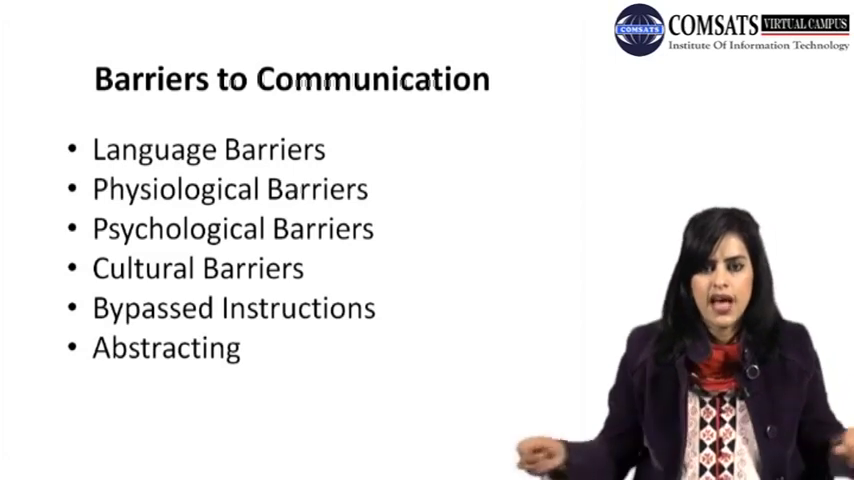 COMSATS VIRTUAL CAMPUS
COMSATS
Institute Of Information Technology
Barriers to Communication
• Language Barriers
• Physiological Barriers
• Psychological Barriers
• Cultural Barriers
• Bypassed Instructions
• Abstracting